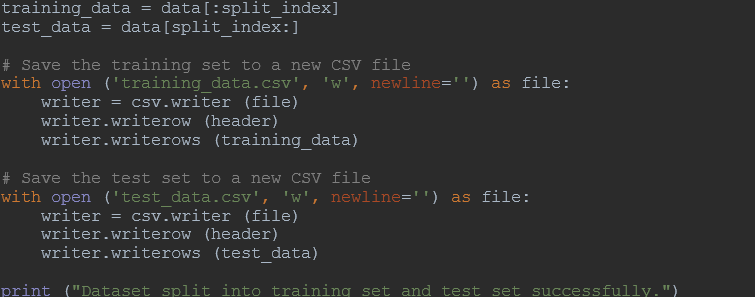 training_data = data[:split_index]
test_data = data[split_index:]
# Save the training set to a new CSV file
with open ('training_data.csv', 'w', newline='') as file:
    writer = csv.writer (file)
    writer.writerow (header)
    writer.writerows (training_data)
# Save the test set to a new CSV file
with open ('test_data.csv', 'w', newline='') as file:
    writer = csv.writer (file)
    writer.writerow (header)
    writer.writerows (test_data)
print ("Dataset split into training set and test set successfully.")